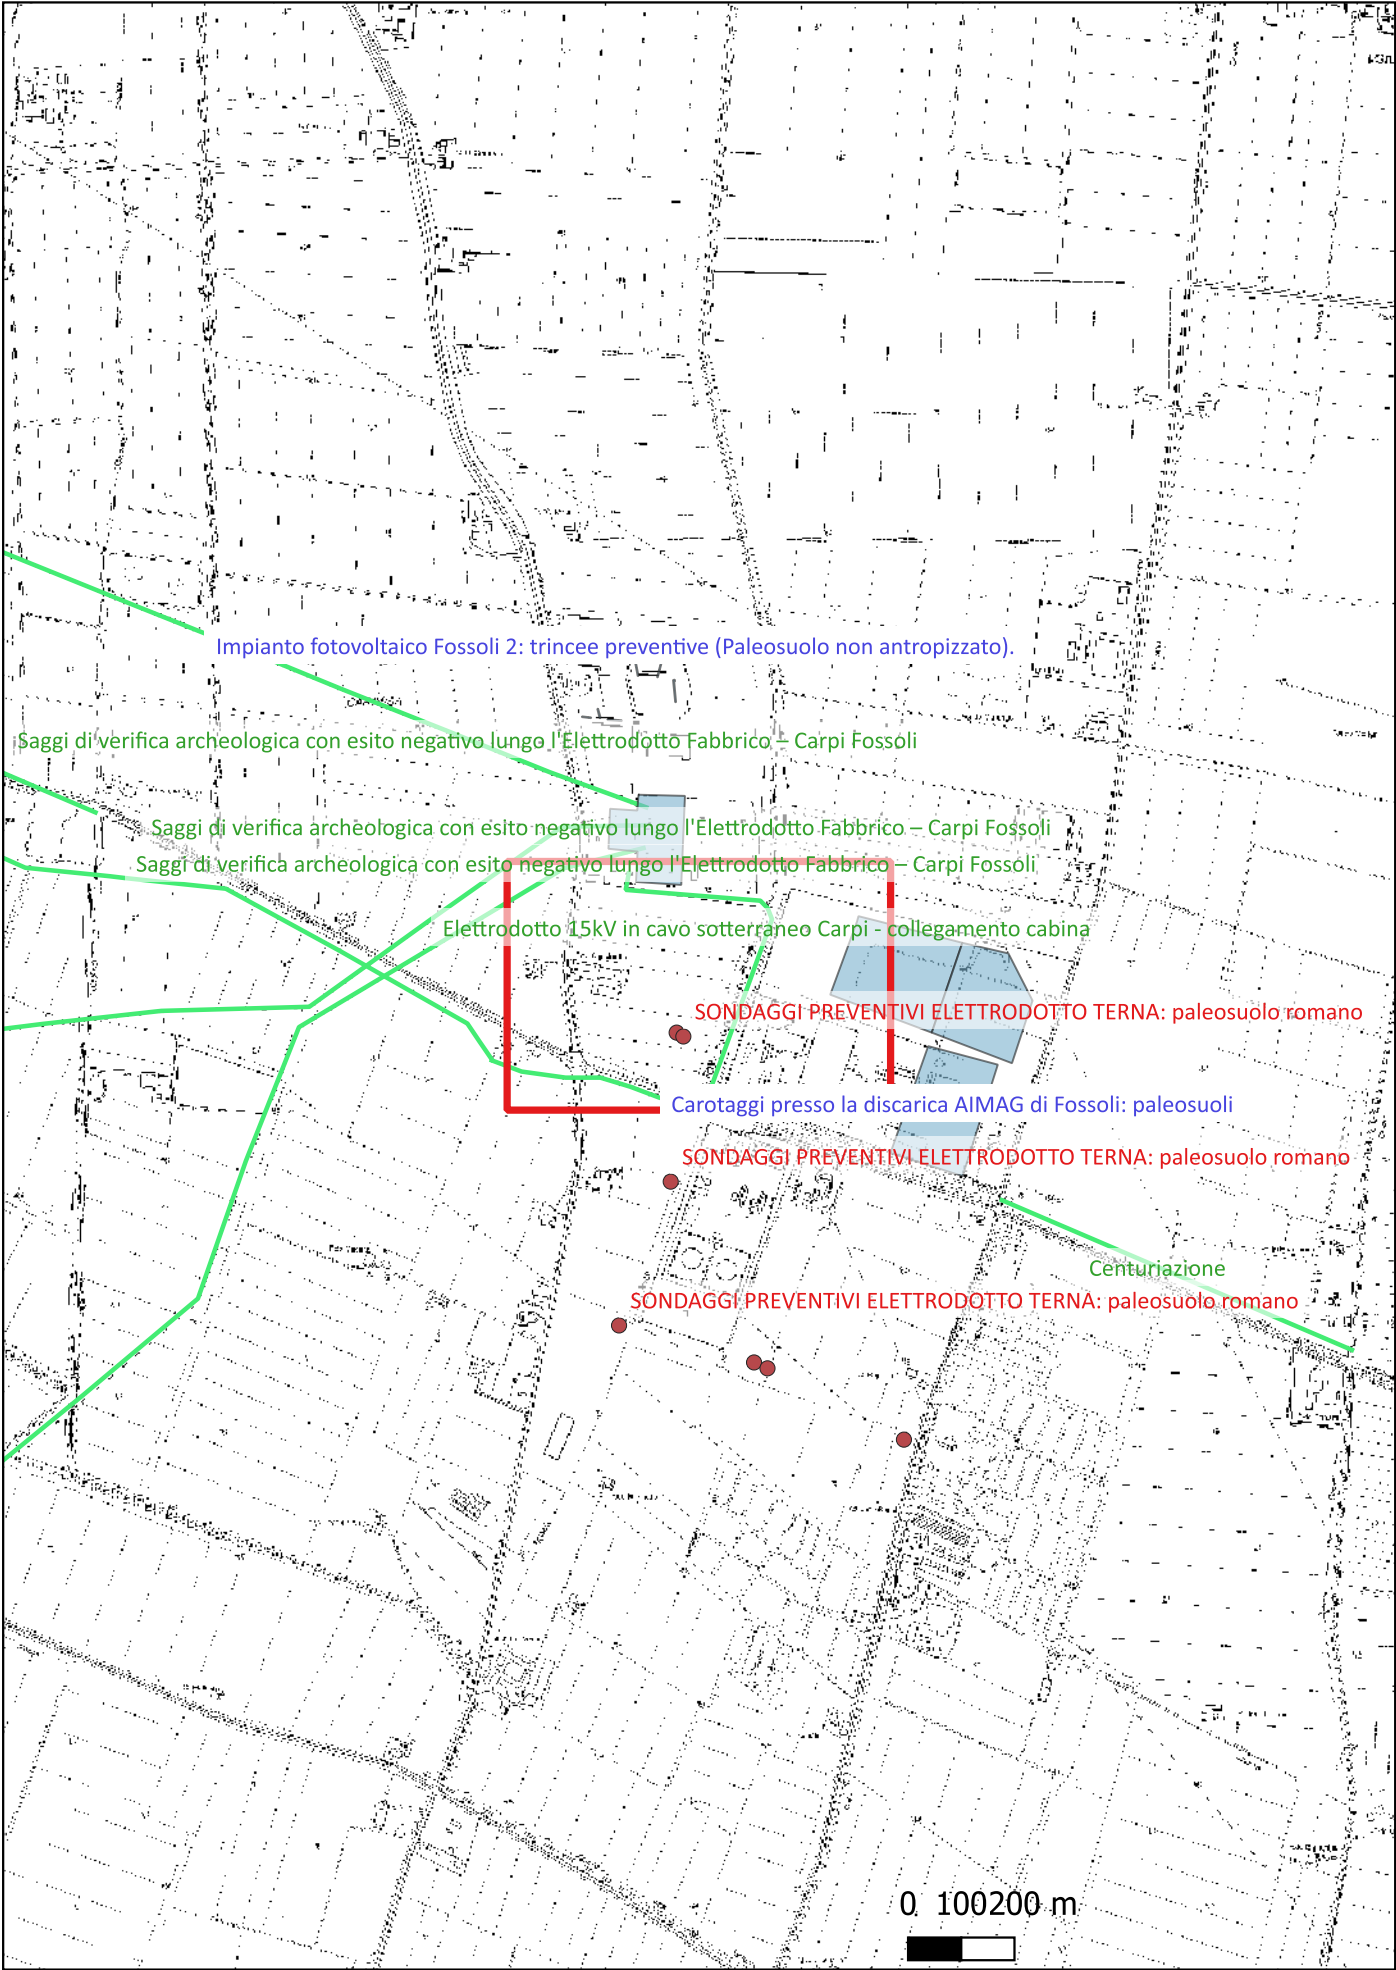 Impianto fotovoltaico Fossoli 2: trincee preventive (Paleosuolo non antropizzato).
Saggi di verifica archeologica con esito negativo lungo l'Elettrodotto Fabbrico – Carpi Fossoli
Saggi di verifica archeologica con esito negativo lungo l'Elettrodotto Fabbrico – Carpi Fossoli
Saggi di verifica archeologica con esito negativo lungo l'Elettrodotto Fabbrico – Carpi Fossoli
Elettrodotto 15kV in cavo sotterraneo Carpi - collegamento cabina
SONDAGGI PREVENTIVI ELETTRODOTTO TERNA: paleosuolo romano
Carotaggi presso la discarica AIMAG di Fossoli: paleosuoli
SONDAGGI PREVENTIVI ELETTRODOTTO TERNA: paleosuolo romano
Centuriazione
SONDAGGI PREVENTIVI ELETTRODOTTO TERNA: paleosuolo romano
0 100200 m